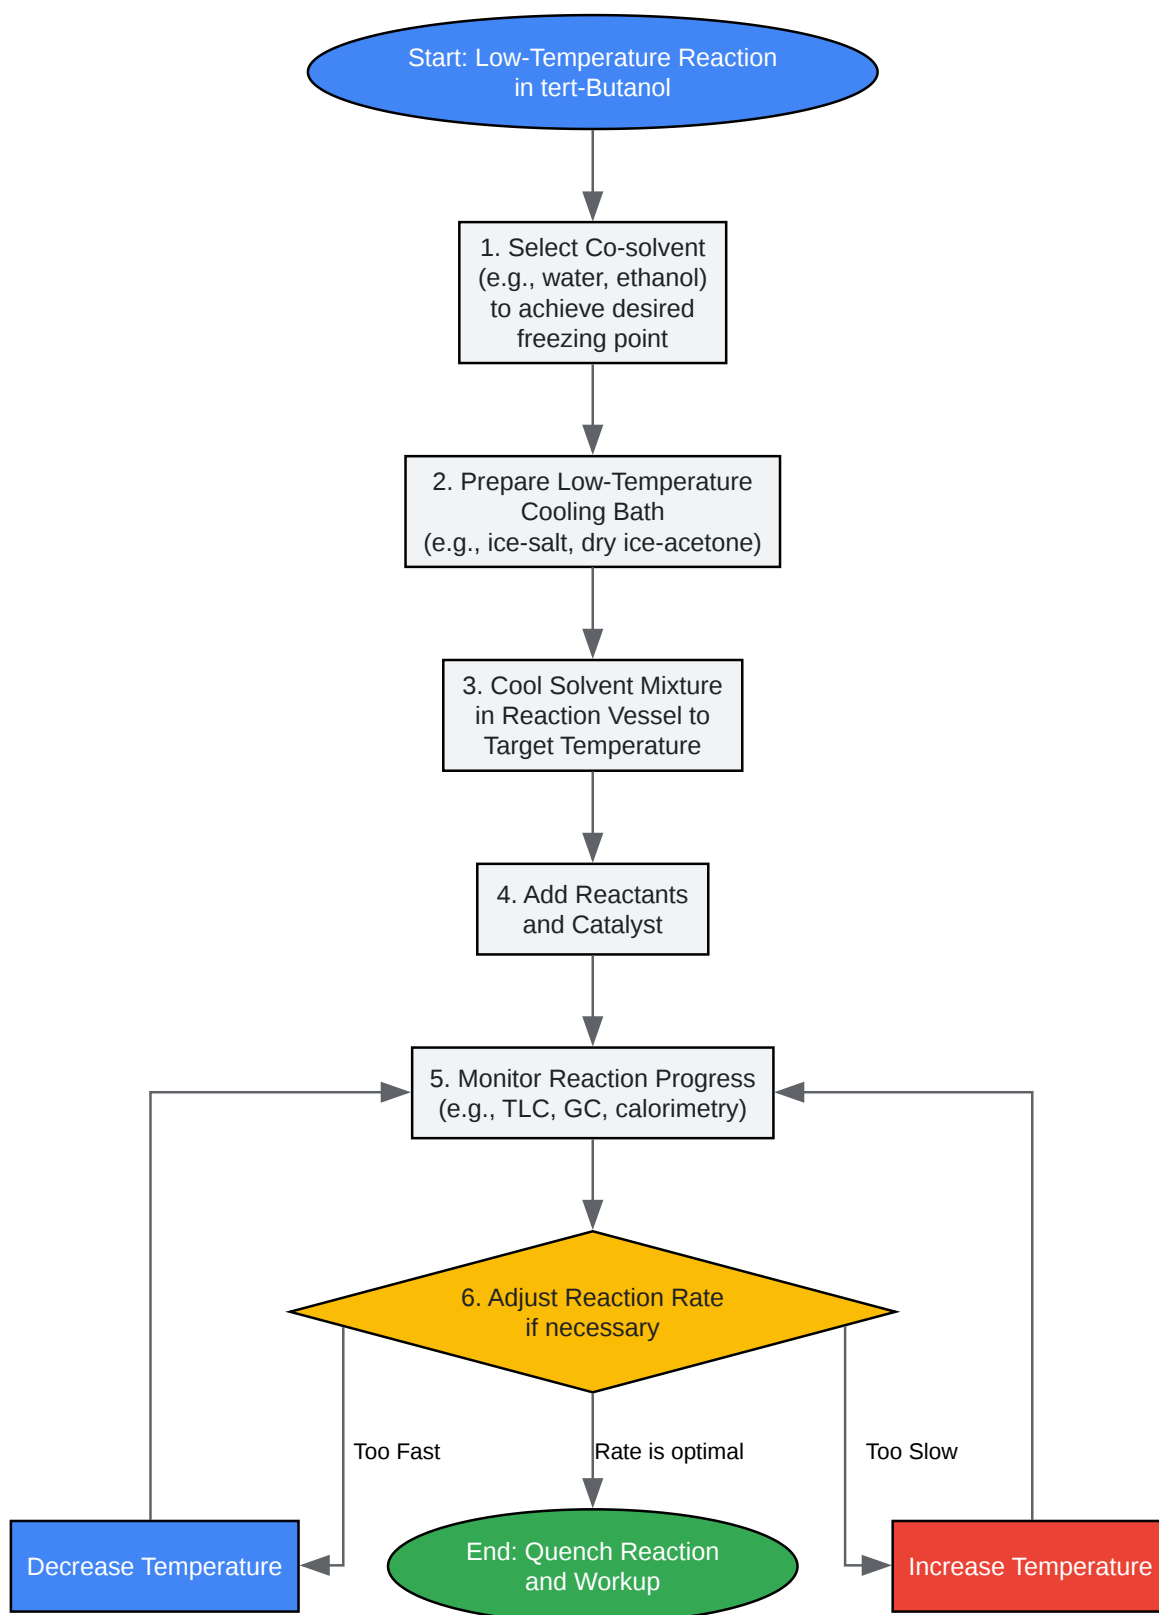 Start: Low-Temperature Reaction
in tert-Butanol
1. Select Co-solvent
(e.g., water, ethanol)
to achieve desired
freezing point
2. Prepare Low-Temperature
Cooling Bath
(e.g., ice-salt, dry ice-acetone)
3. Cool Solvent Mixture
in Reaction Vessel to
Target Temperature
4. Add Reactants
and Catalyst
5. Monitor Reaction Progress
(e.g., TLC, GC, calorimetry)
6. Adjust Reaction Rate
if necessary
Too Fast
Rate is optimal
Too Slow
Decrease Temperature
End: Quench Reaction
and Workup
Increase Temperature